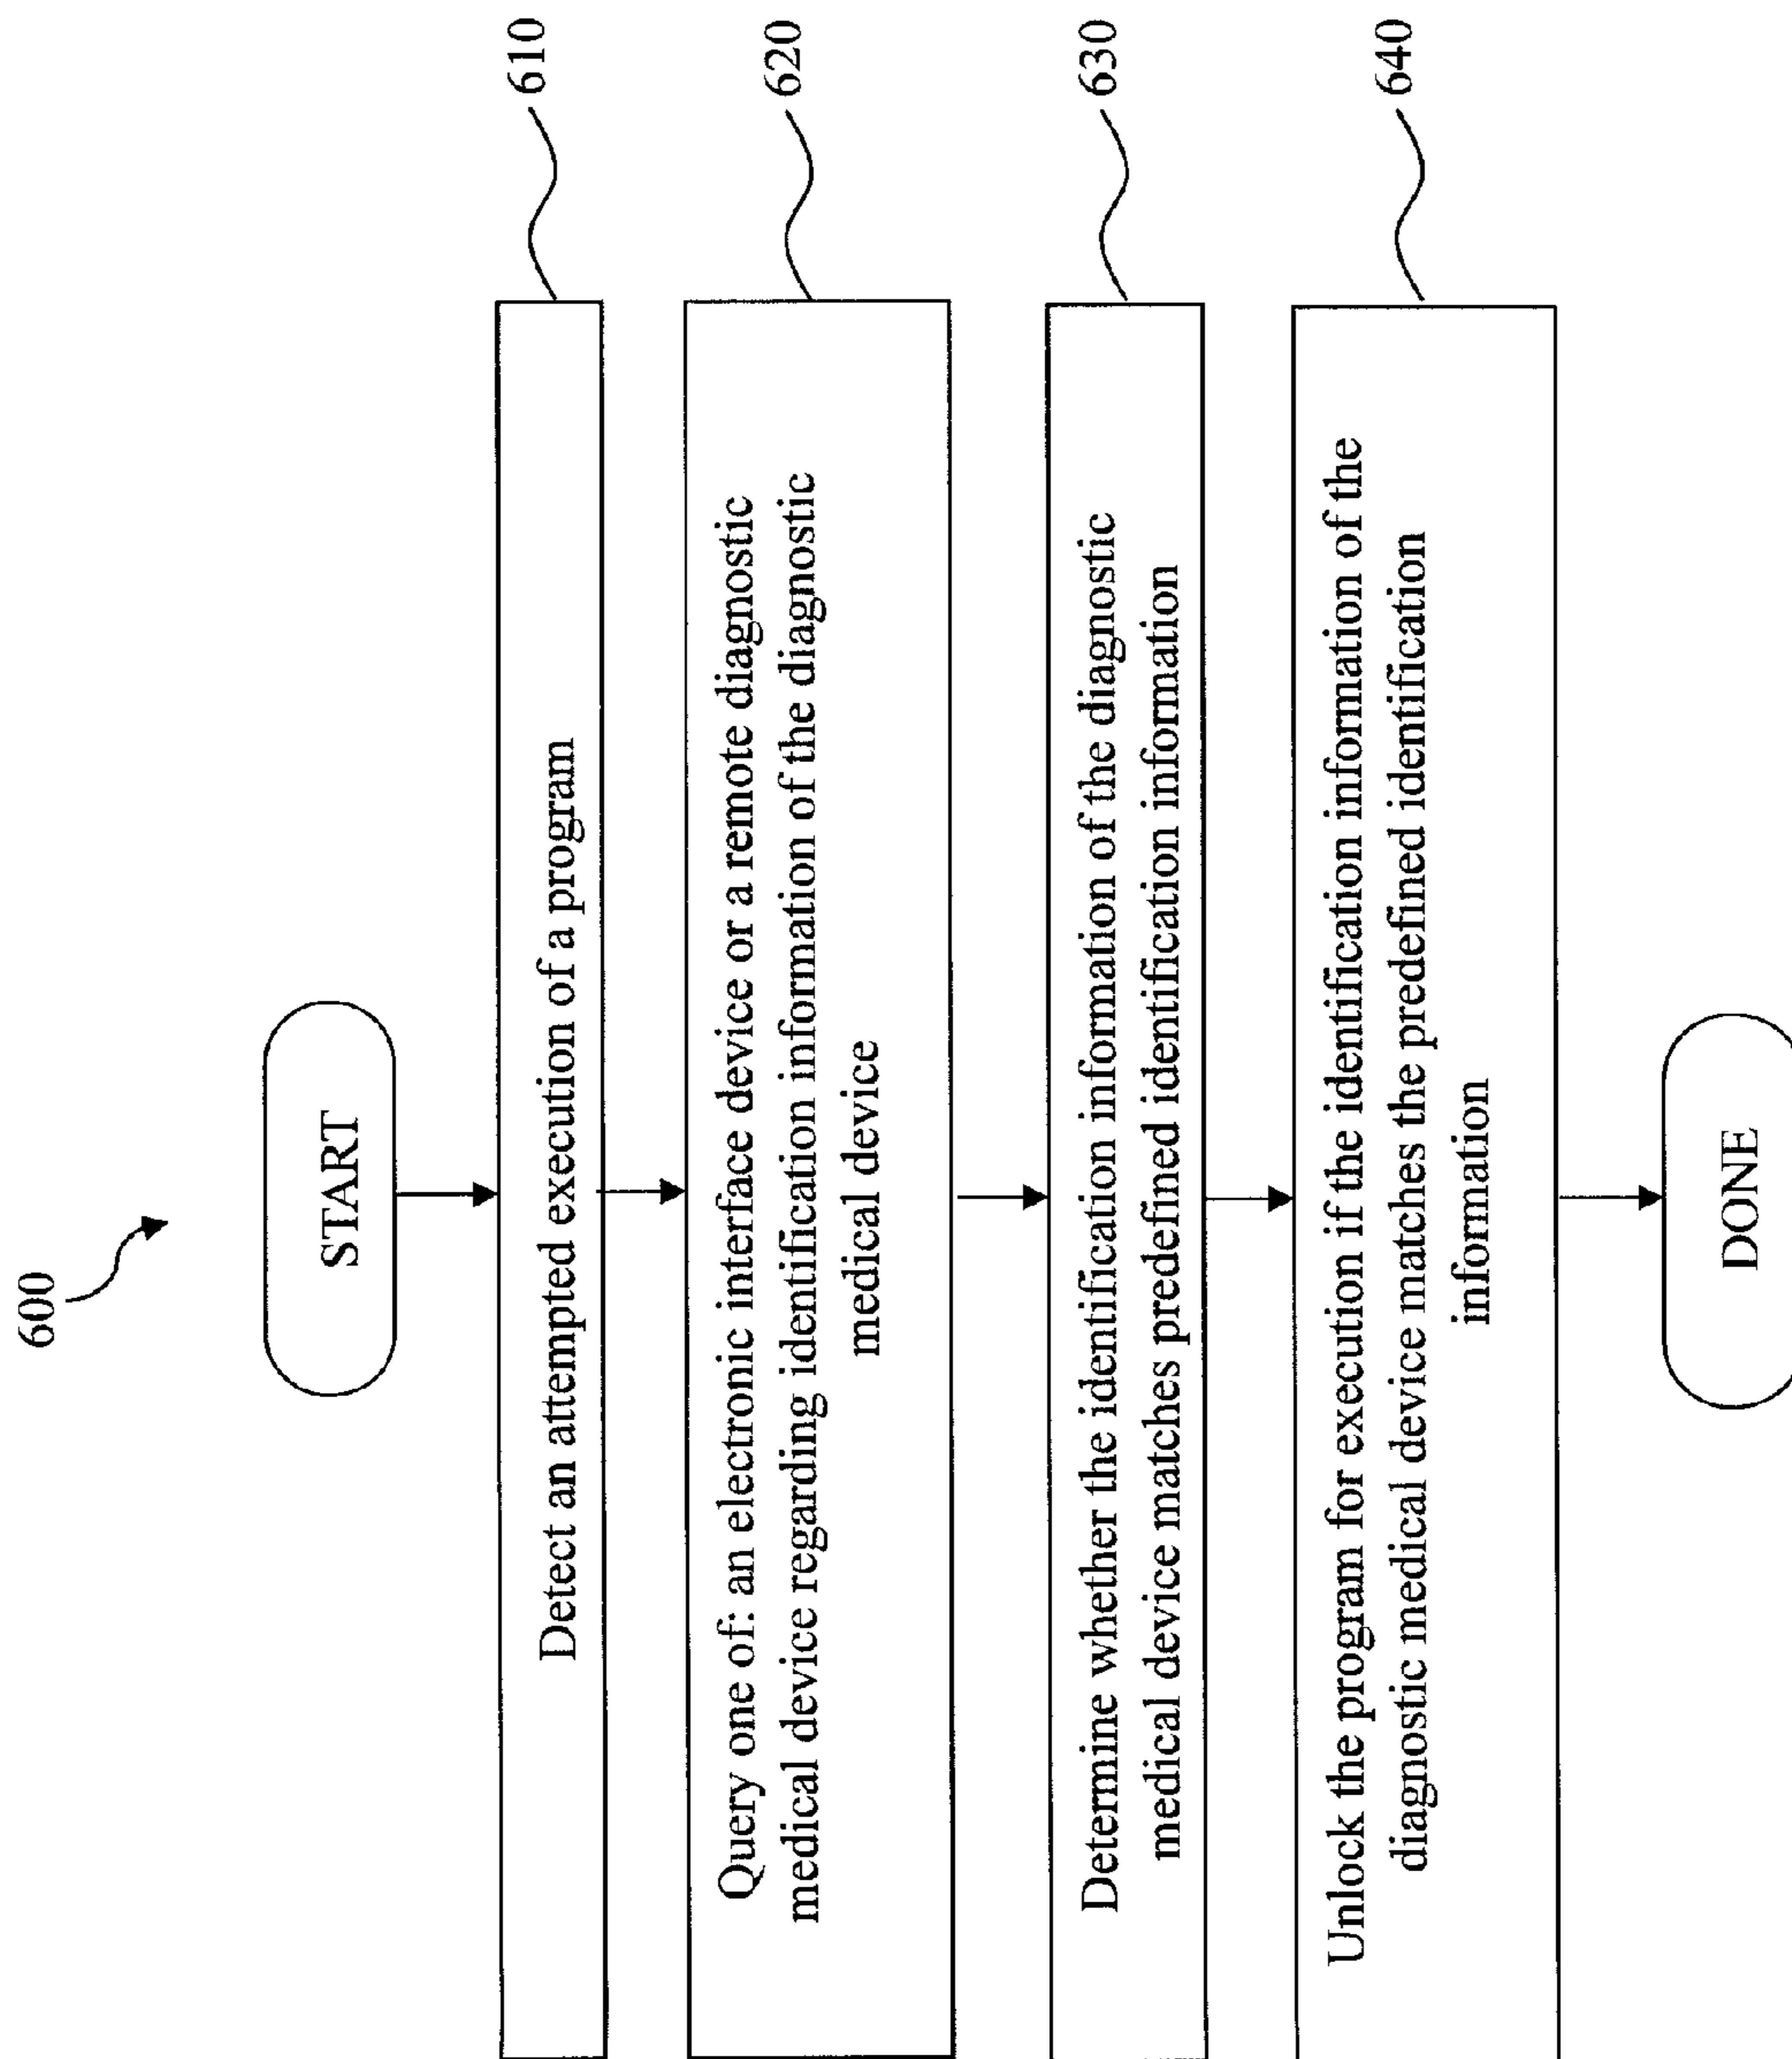 600
START
Detect an attempted execution of a program
610
Query one of: an electronic interface device or a remote diagnostic
medical device regarding identification information of the diagnostic
medical device
620
Determine whether the identification information of the diagnostic
medical device matches predefined identification information
630
Unlock the program for execution if the identification information of the
diagnostic medical device matches the predefined identification
information
640
DONE